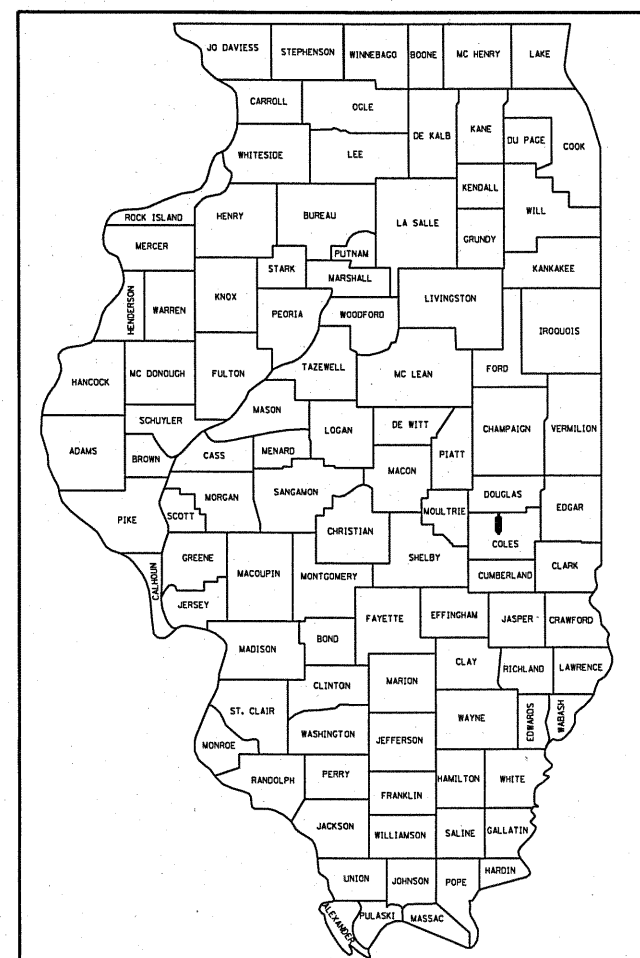 JO DAVIESS
STEPHENSON
WINNEBAGO
BOONE
MC HENRY
LAKE
CARROLL
OGLE
DE KALB
KANE
DU PAGE
COOK
WHITESIDE
LEE
KENDALL
WILL
ROCK ISLAND
HENRY
BUREAU
LA SALLE
GRUNDY
MERCER
PUTNAM
KANKAKEE
STARK
MARSHALL
HENDERSON
WARREN
KNOX
PEORIA
WOODFORD
LIVINGSTON
IROQUOIS
HANCOCK
MC DONOUGH
FULTON
TAZEWELL
MC LEAN
FORD
SCHUYLER
MASON
LOGAN
DE WITT
CHAMPAIGN
VERMILION
ADAMS
BROWN
CASS
MENARD
MACON
PIATT
MORGAN
SANGAMON
DOUGLAS
PIKE
SCOTT
CHRISTIAN
MOULTRIE
EDGAR
COLES
SHELBY
GREENE
MACOUPIN
MONTGOMERY
CUMBERLAND
CLARK
CALHOUN
JERSEY
FAYETTE
EFFINGHAM
JASPER
CRAWFORD
MADISON
BOND
CLAY
RICHLAND
LAWRENCE
CLINTON
MARION
ST. CLAIR
WAYNE
EDWARDS
WABASH
MONROE
WASHINGTON
JEFFERSON
RANDOLPH
PERRY
HAMILTON
WHITE
FRANKLIN
JACKSON
WILLIAMSON
SALINE
GALLATIN
UNION
JOHNSON
POPE
HARDIN
ALEXANDER
PULASKI
MASSAC